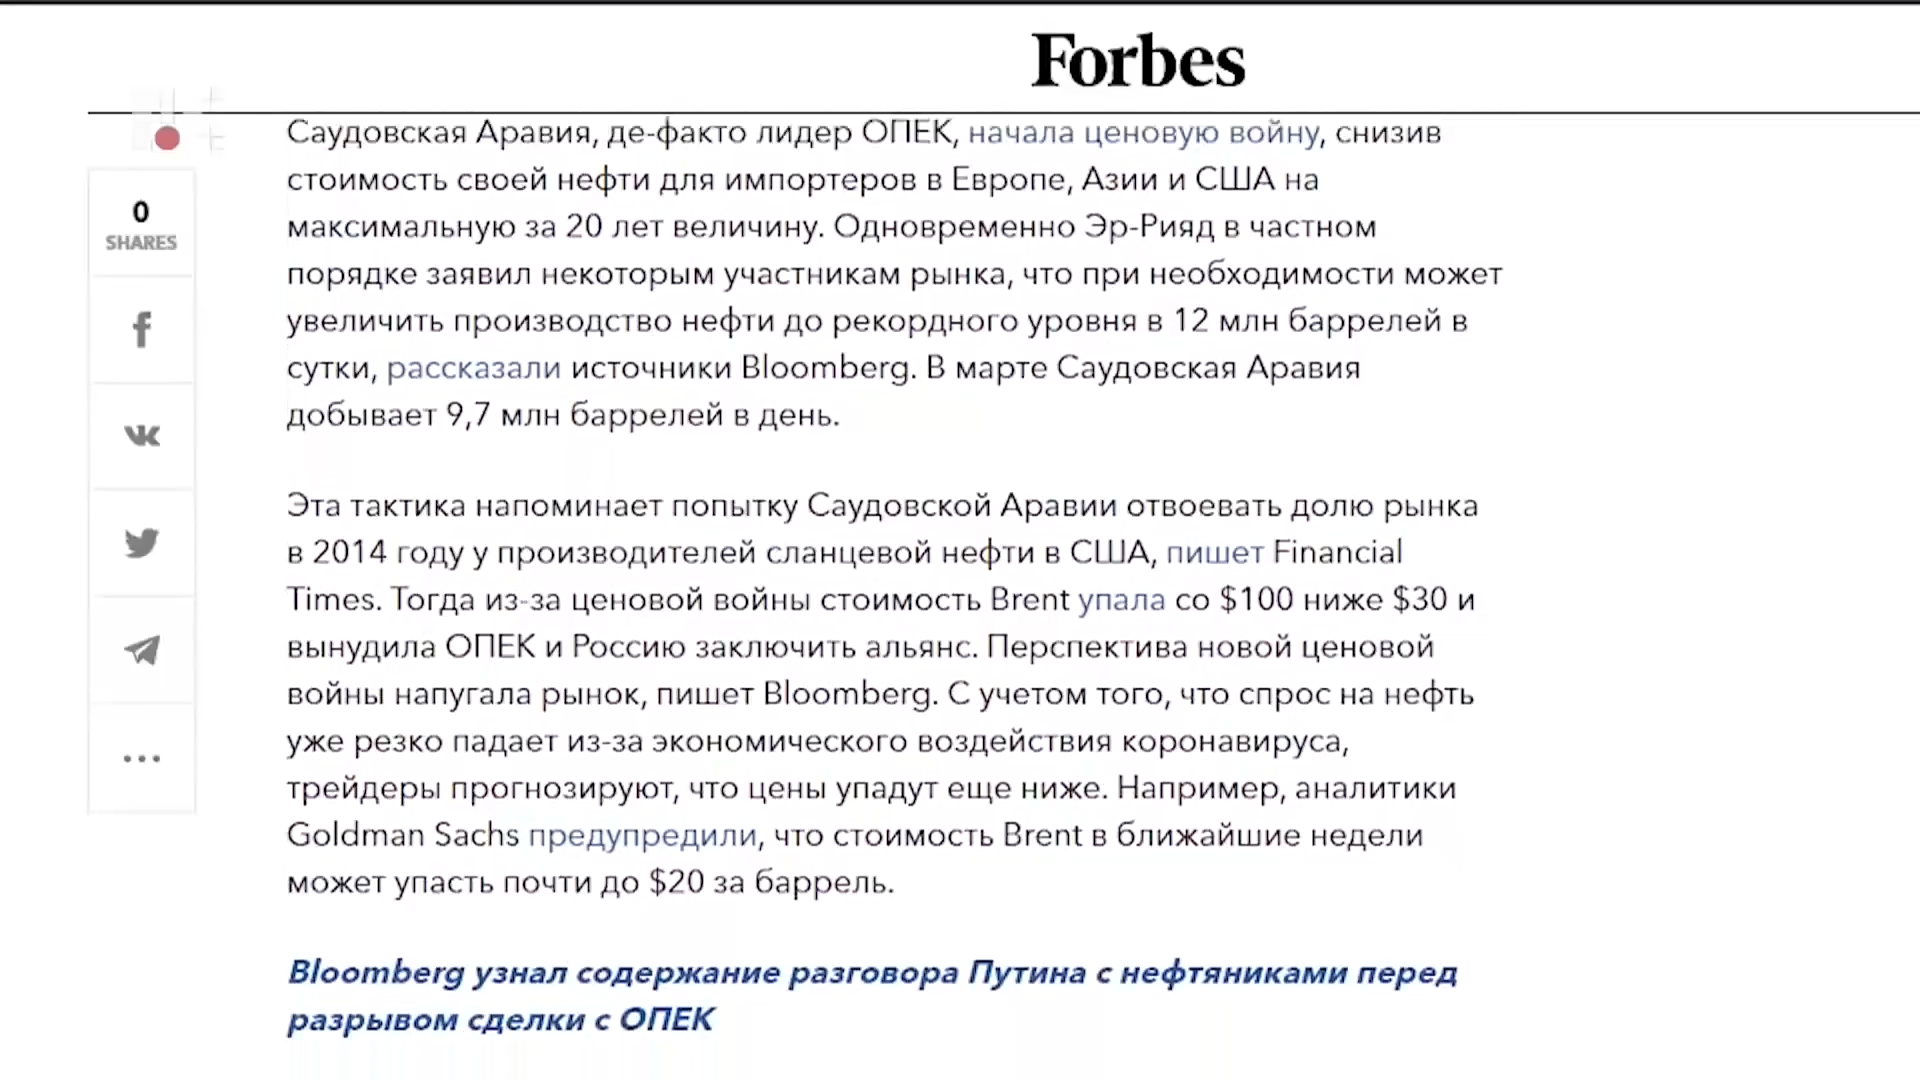 Forbes
Саудовская Аравия, де-факто лидер ОПЕК, начала ценовую войну, снизив
стоимость своей нефти для импортеров в Европе, Азии и США на
максимальную за 20 лет величину. Одновременно Эр-Рияд в частном
порядке заявил некоторым участникам рынка, что при необходимости может
увеличить производство нефти до рекордного уровня в 12 млн баррелей в
сутки, рассказали источники Bloomberg. В марте Саудовская Аравия
добывает 9,7 млн баррелей в день.
Эта тактика напоминает попытку Саудовской Аравии отвоевать долю рынка
в 2014 году у производителей сланцевой нефти в США, пишет Financial
Times. Тогда из-за ценовой войны стоимость Brent упала со $100 ниже $30 и
вынудила ОПЕК и Россию заключить альянс. Перспектива новой ценовой
войны напугала рынок, пишет Bloomberg. С учетом того, что спрос на нефть
уже резко падает из-за экономического воздействия коронавируса,
трейдеры прогнозируют, что цены упадут еще ниже. Например, аналитики
Goldman Sachs предупредили, что стоимость Brent в ближайшие недели
может упасть почти до $20 за баррель.
Bloomberg узнал содержание разговора Путина с нефтяниками перед
разрывом сделки с ОПЕК
0
SHARES